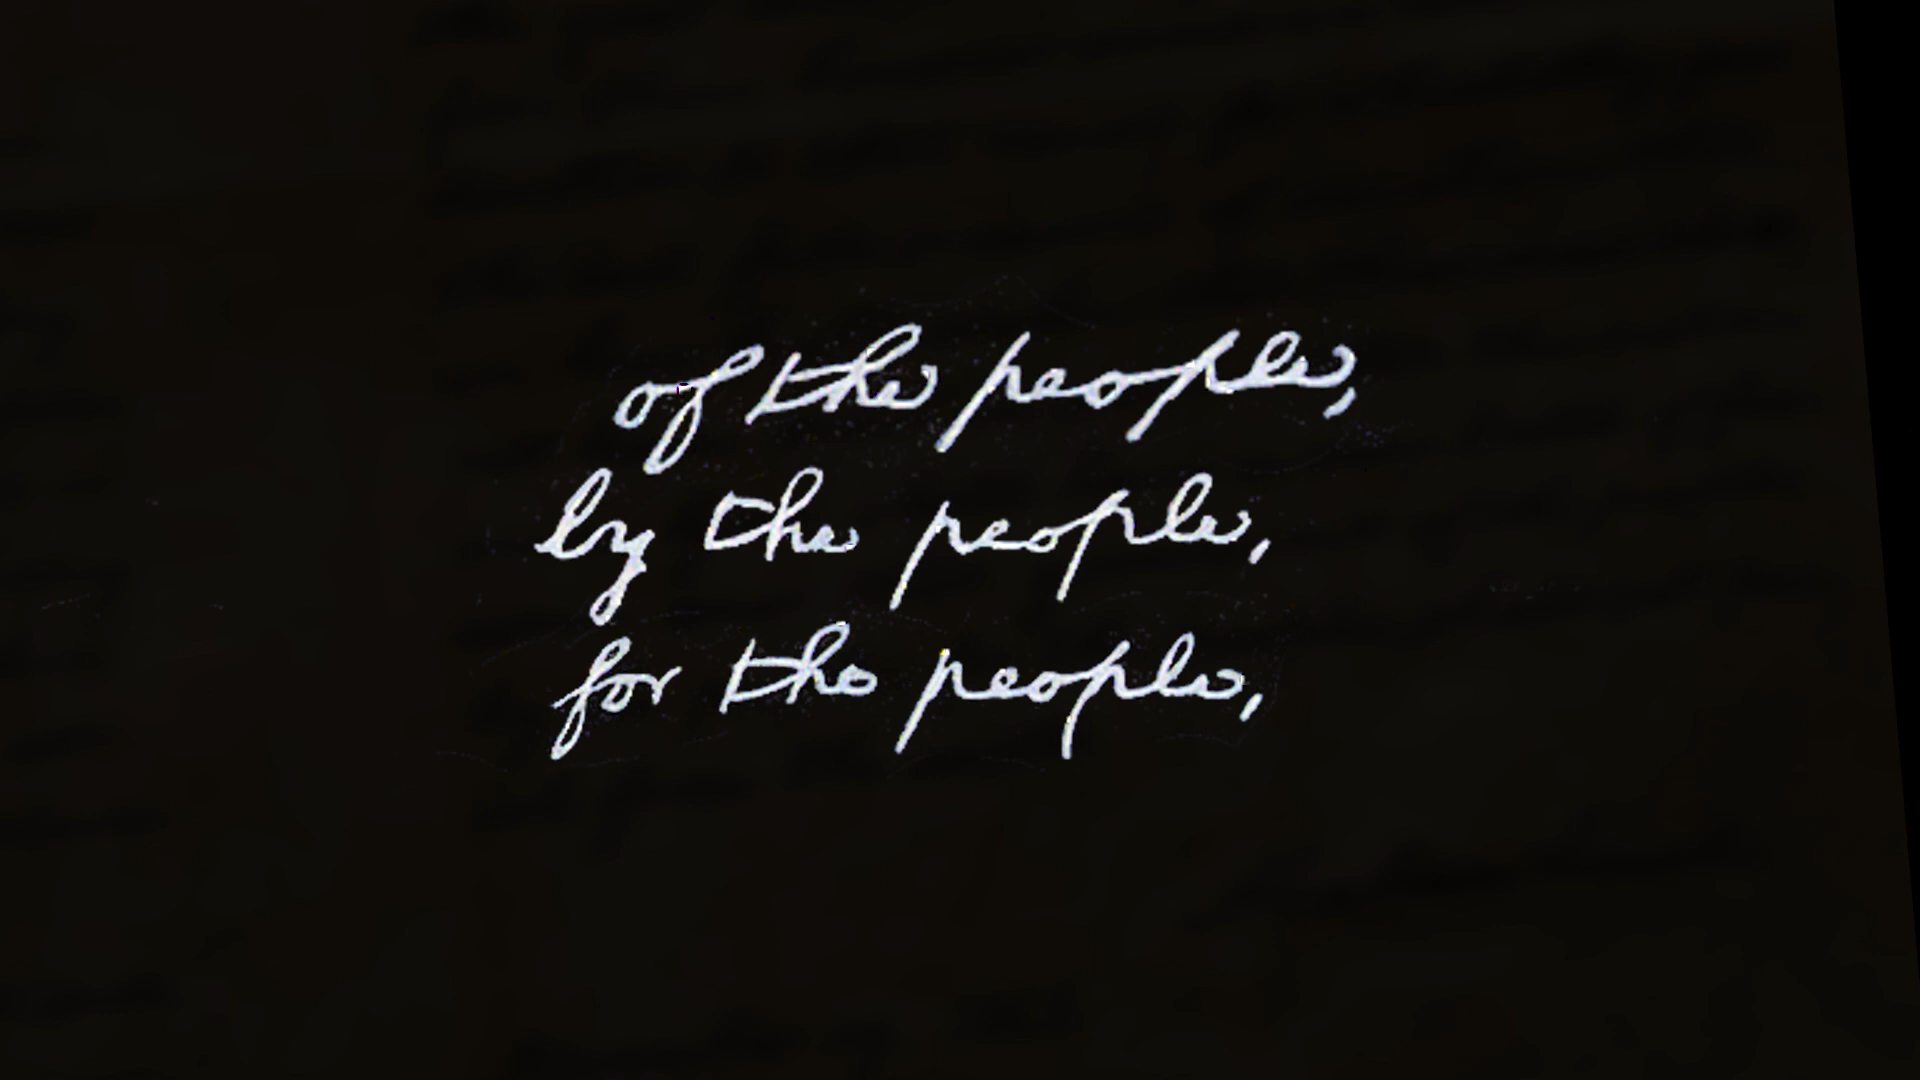 of the people,
by the people,
for the people,